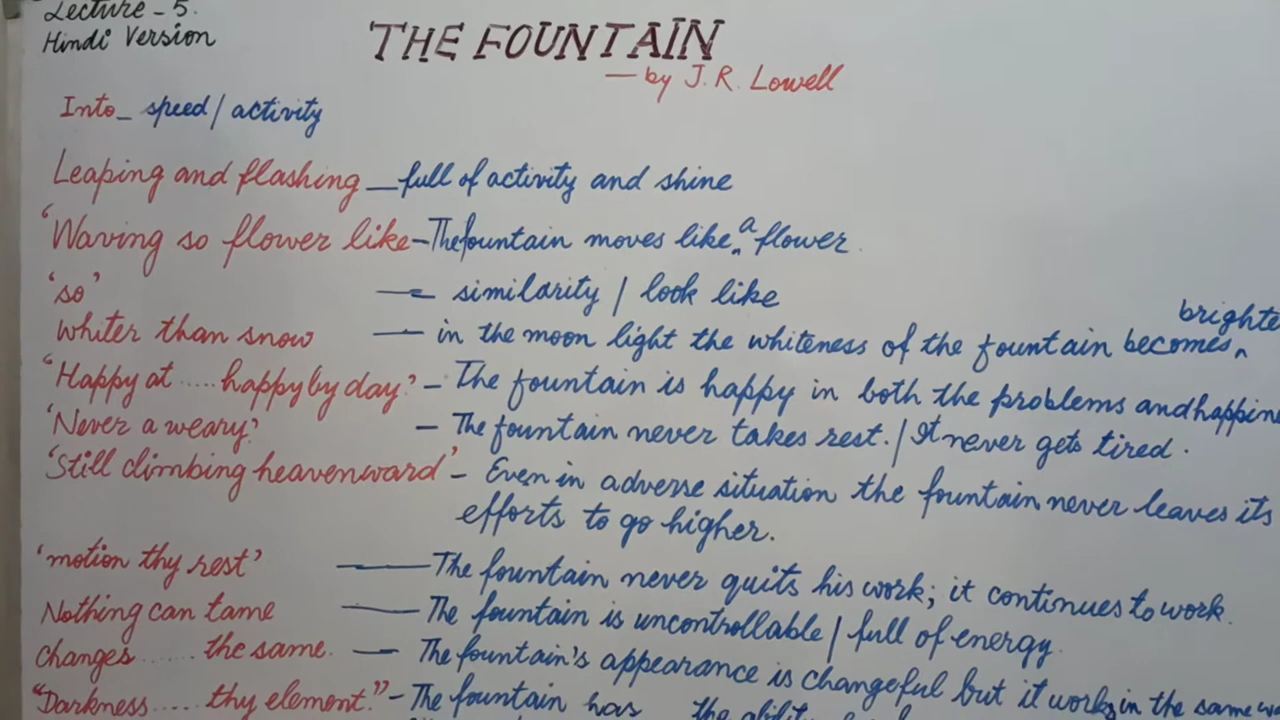 Lecture - 5.
Hindi Version
THE FOUNTAIN
— by J. R. Lowell
Into _ speed / activity
Leaping and flashing — full of activity and shine
'Waving so flower like - The fountain moves like a flower
'so' — similarity / look like
whiter than snow — in the moon light the whiteness of the fountain becomes
"Happy at ..... happy by day' - The fountain is happy in both the problems and
'Never a weary' - The fountain never takes rest. / It never gets tired.
'Still climbing heavenward' - Even in adverse situation the fountain never leaves its
efforts to go higher.
'motion thy rest' — The fountain never quits his work; it continues to work.
Nothing can tame — The fountain is uncontrollable / full of energy.
changes ....... the same. — The fountain's appearance is changeful but it works in the same
"Darkness ..... thy element." - The fountain has the